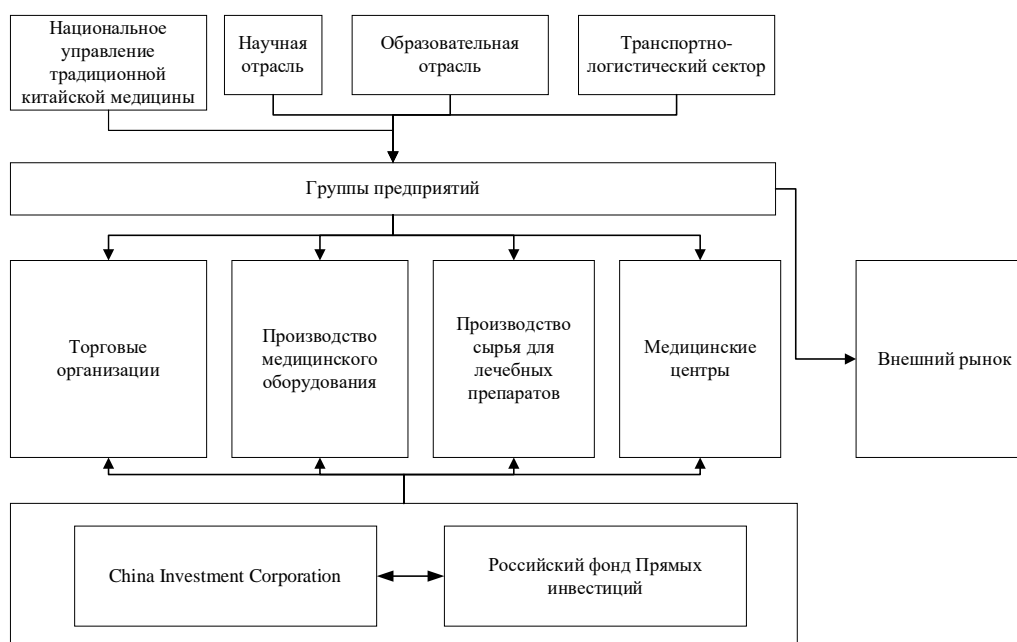 Национальное
управление
традиционной
китайской медицины
Научная
отрасль
Образовательная
отрасль
Транспортно-
логистический сектор
Группы предприятий
Торговые
организации
Производство
медицинского
оборудования
Производство
сырья для
лечебных
препаратов
Медицинские
центры
Внешний рынок
China Investment Corporation
Российский фонд Прямых
инвестиций